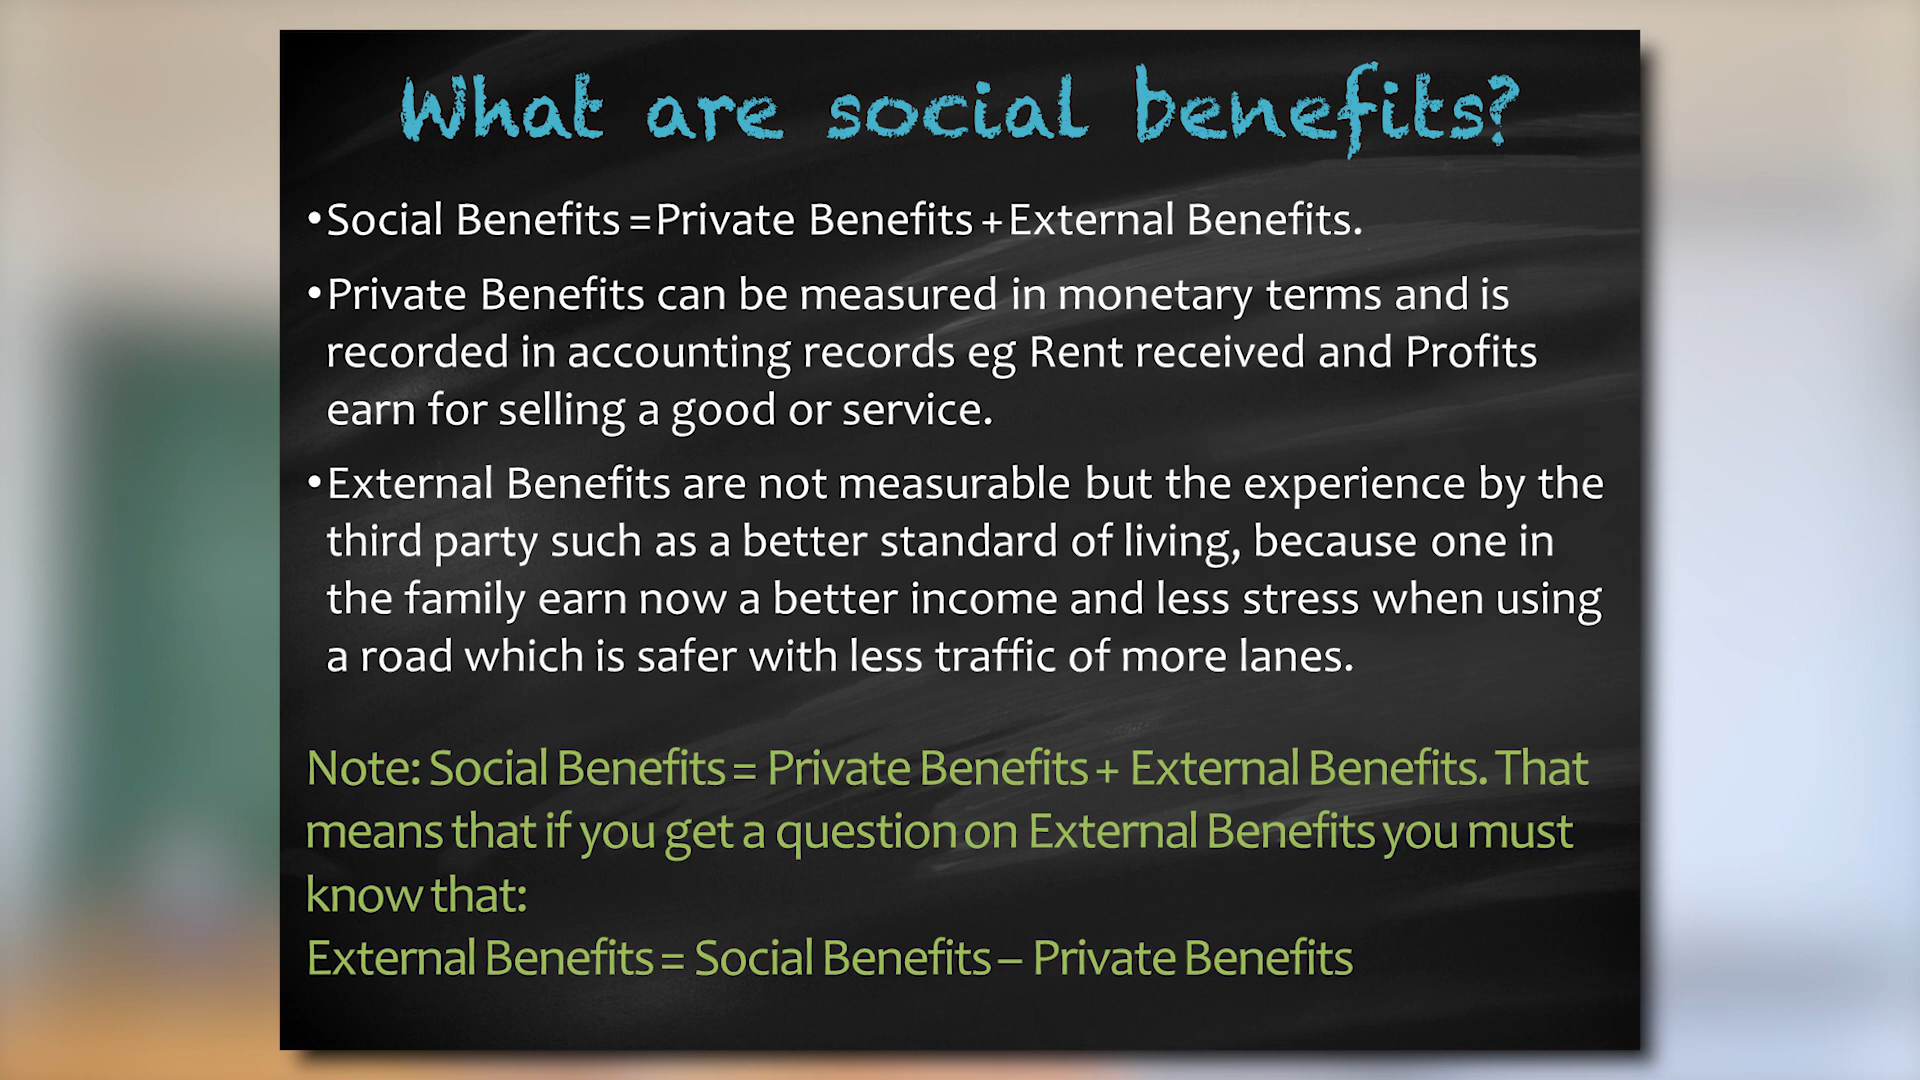 What are social benefits?
•Social Benefits = Private Benefits + External Benefits.
•Private Benefits can be measured in monetary terms and is
recorded in accounting records eg Rent received and Profits
earn for selling a good or service.
•External Benefits are not measurable but the experience by the
third party such as a better standard of living, because one in
the family earn now a better income and less stress when using
a road which is safer with less traffic of more lanes.
Note: Social Benefits = Private Benefits + External Benefits. That
means that if you get a question on External Benefits you must
know that:
External Benefits = Social Benefits – Private Benefits